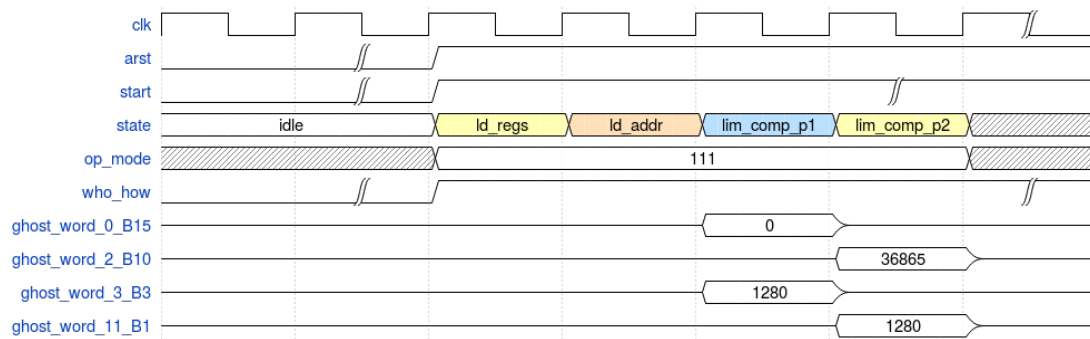 clk
arst
start
state idle ld_regs ld_addr lim_comp_p1 lim_comp_p2
op_mode 111
who_how
ghost_word_0_B15 0
ghost_word_2_B10 36865
ghost_word_3_B3 1280
ghost_word_11_B1 1280